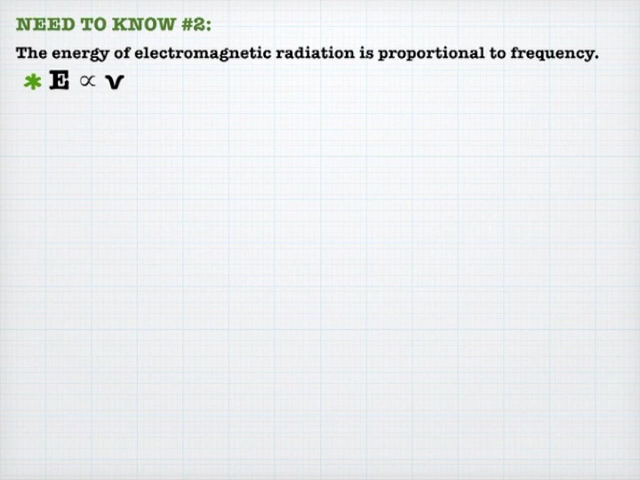 NEED TO KNOW #2:
The energy of electromagnetic radiation is proportional to frequency.
* E ∝ ν